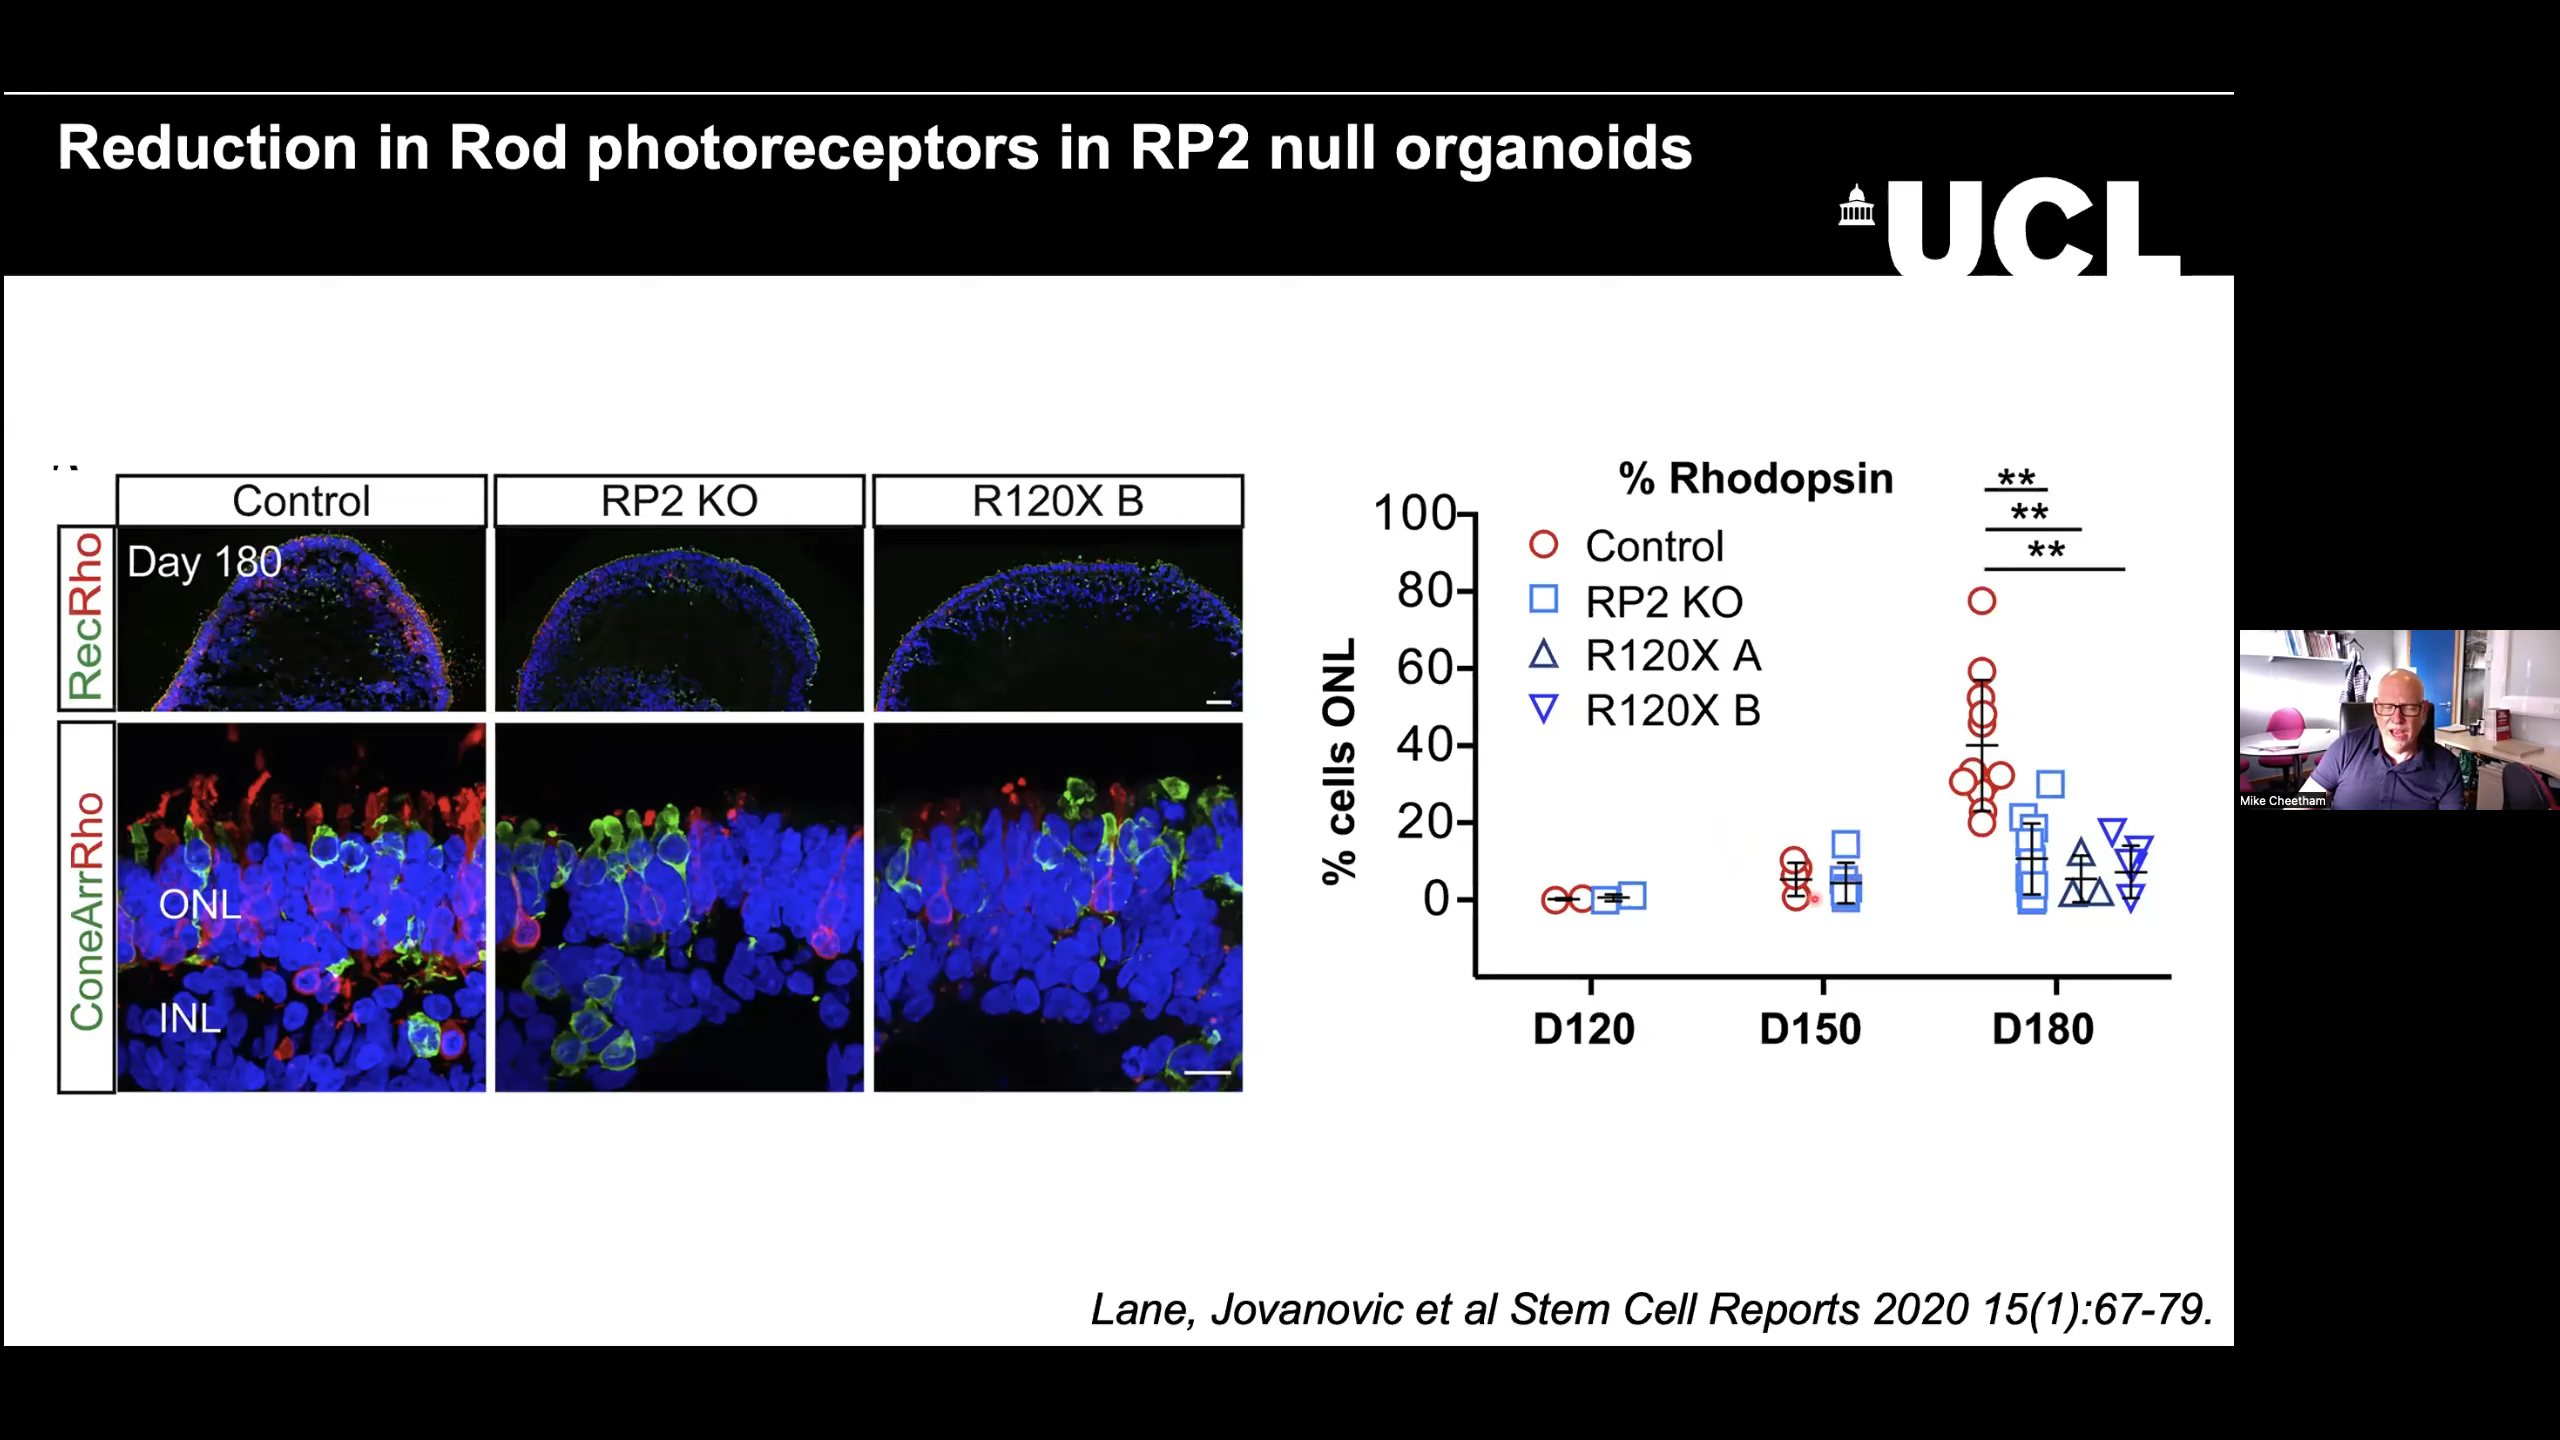 Reduction in Rod photoreceptors in RP2 null organoids
UCL
Control
RP2 KO
R120X B
RecRho
Day 180
ConeArrRho
ONL
INL
% Rhodopsin
**
**
**
% cells ONL
100
80
60
40
20
0
Control
RP2 KO
R120X A
R120X B
D120
D150
D180
Mike Cheetham
Lane, Jovanovic et al Stem Cell Reports 2020 15(1):67-79.